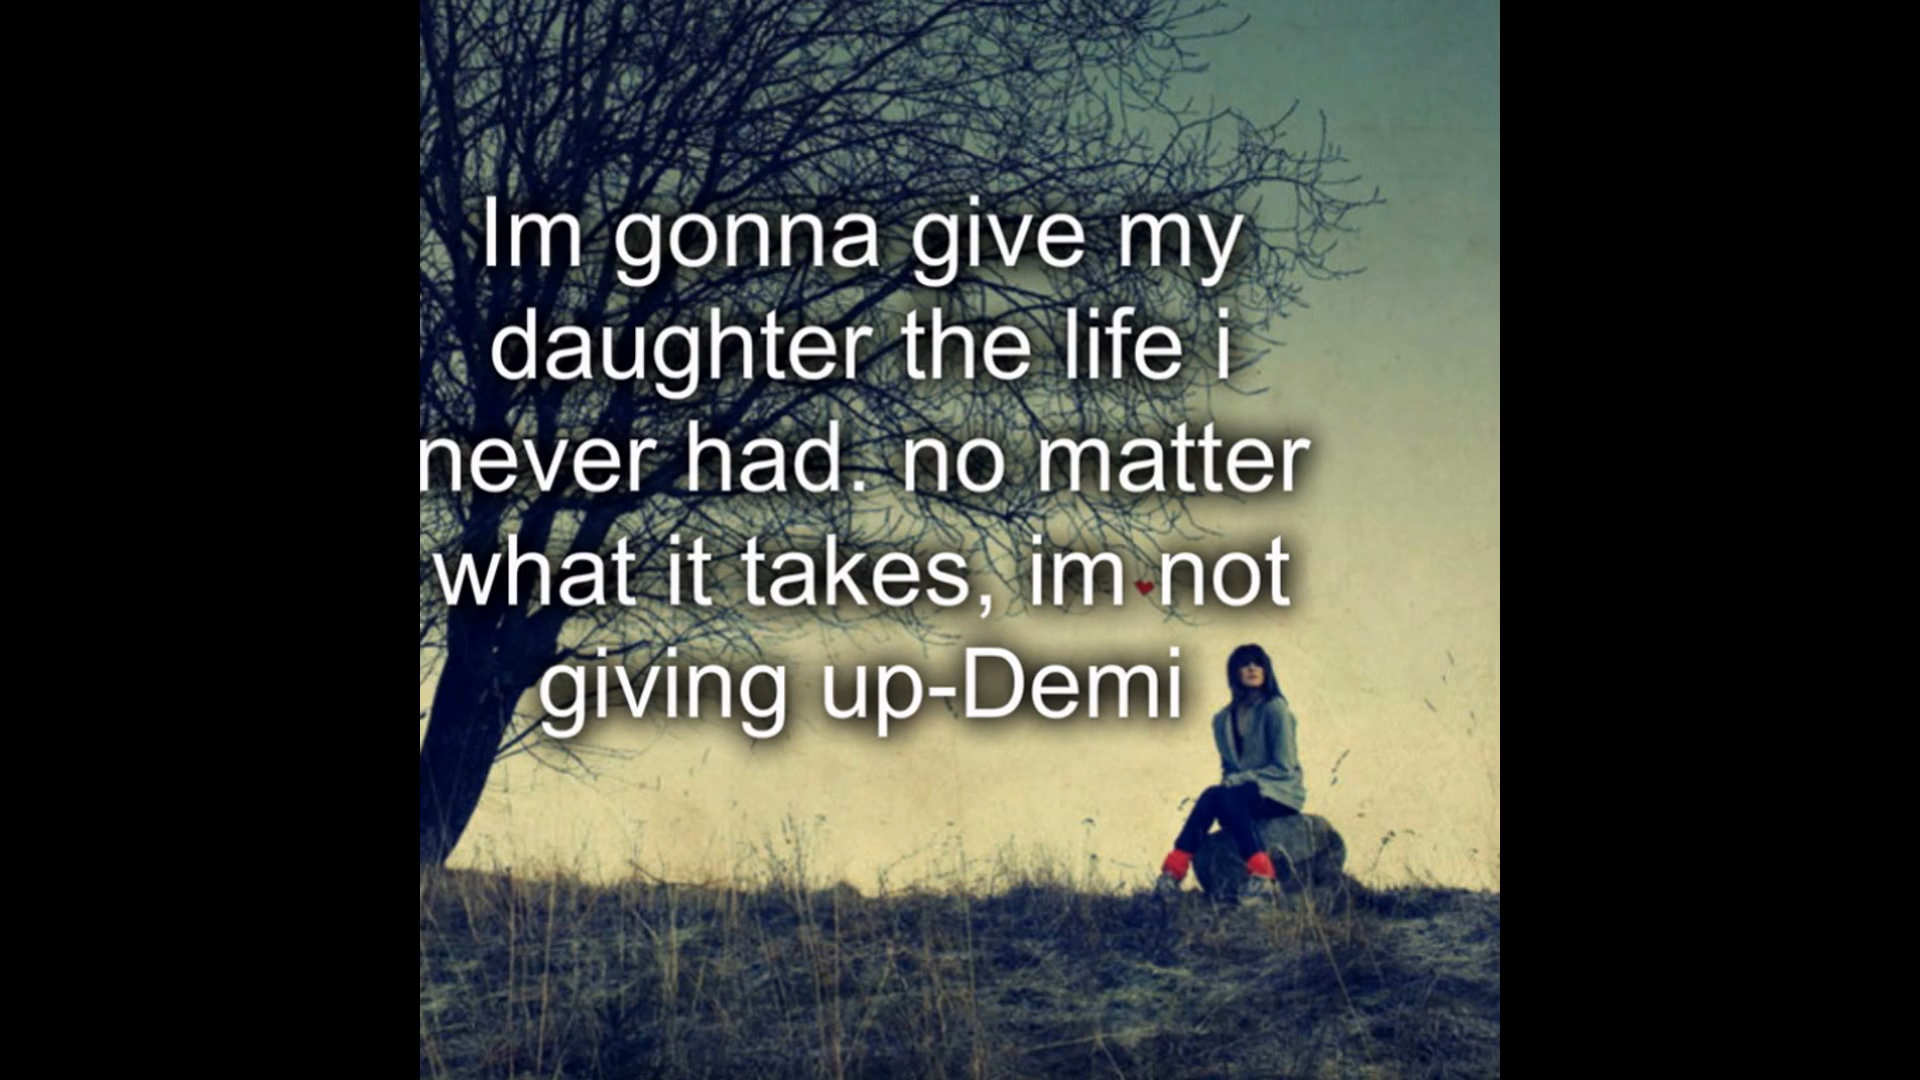 Im gonna give my
daughter the life i
never had. no matter
what it takes, im not
giving up-Demi